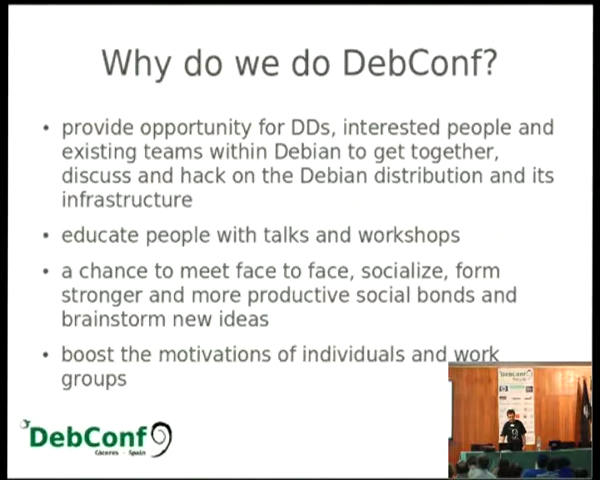 Why do we do DebConf?
• provide opportunity for DDs, interested people and
existing teams within Debian to get together,
discuss and hack on the Debian distribution and its
infrastructure
• educate people with talks and workshops
• a chance to meet face to face, socialize, form
stronger and more productive social bonds and
brainstorm new ideas
• boost the motivations of individuals and work
groups
DebConf9
Cáceres - Spain
DebConf